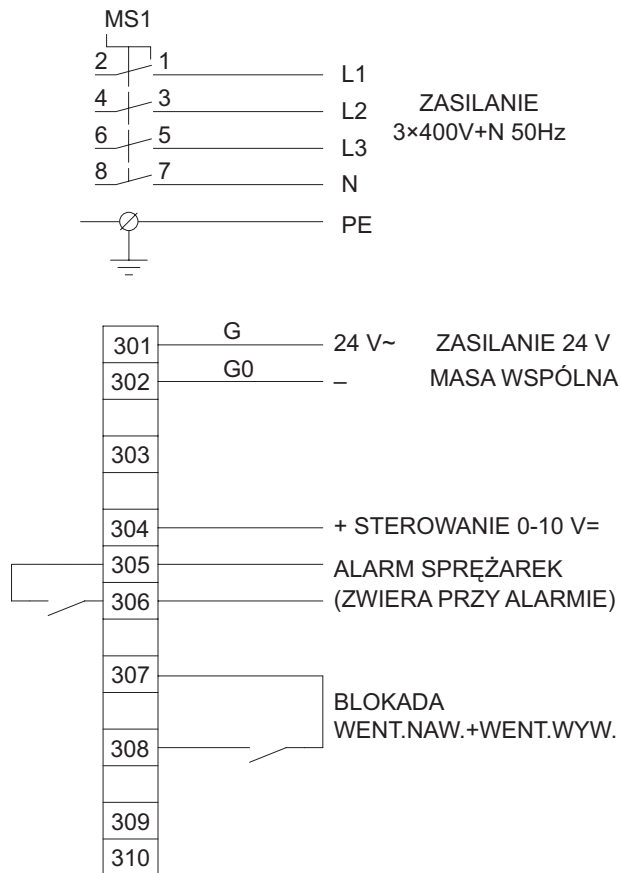 MS1
2 1 L1
4 3 L2
6 5 L3
8 7 N
PE
ZASILANIE
3×400V+N 50Hz
301 G 24 V~ ZASILANIE 24 V
302 G0 – MASA WSPÓLNA
303
304 + STEROWANIE 0-10 V=
305 ALARM SPRĘŻAREK
306 (ZWIERA PRZY ALARMIE)
307
BLOKADA
WENT.NAW.+WENT.WYW.
308
309
310